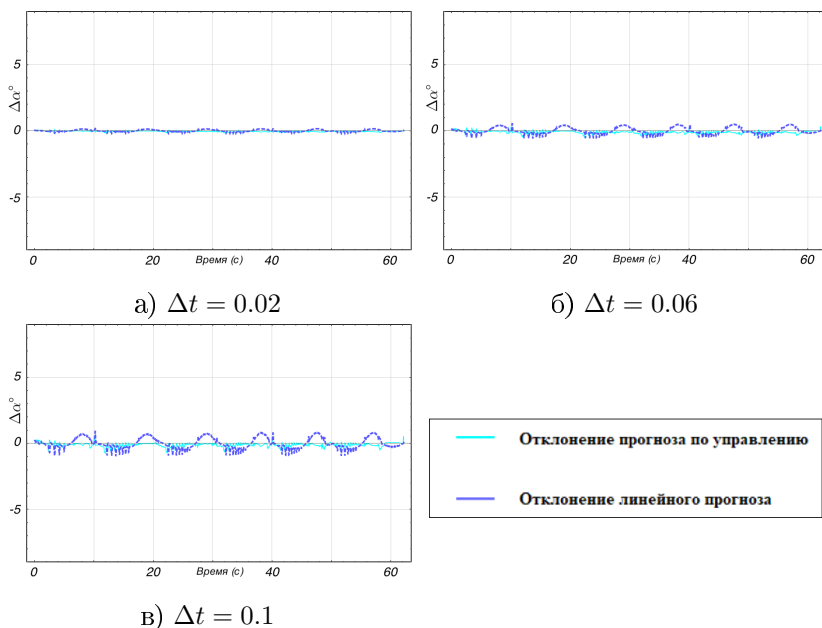 5
0
-5
Δα°
0
20
Время (с)
40
60
а) Δt = 0.02
5
0
-5
Δα°
0
20
Время (с)
40
60
б) Δt = 0.06
5
0
-5
Δα°
0
20
Время (с)
40
60
в) Δt = 0.1
Отклонение прогноза по управлению
Отклонение линейного прогноза